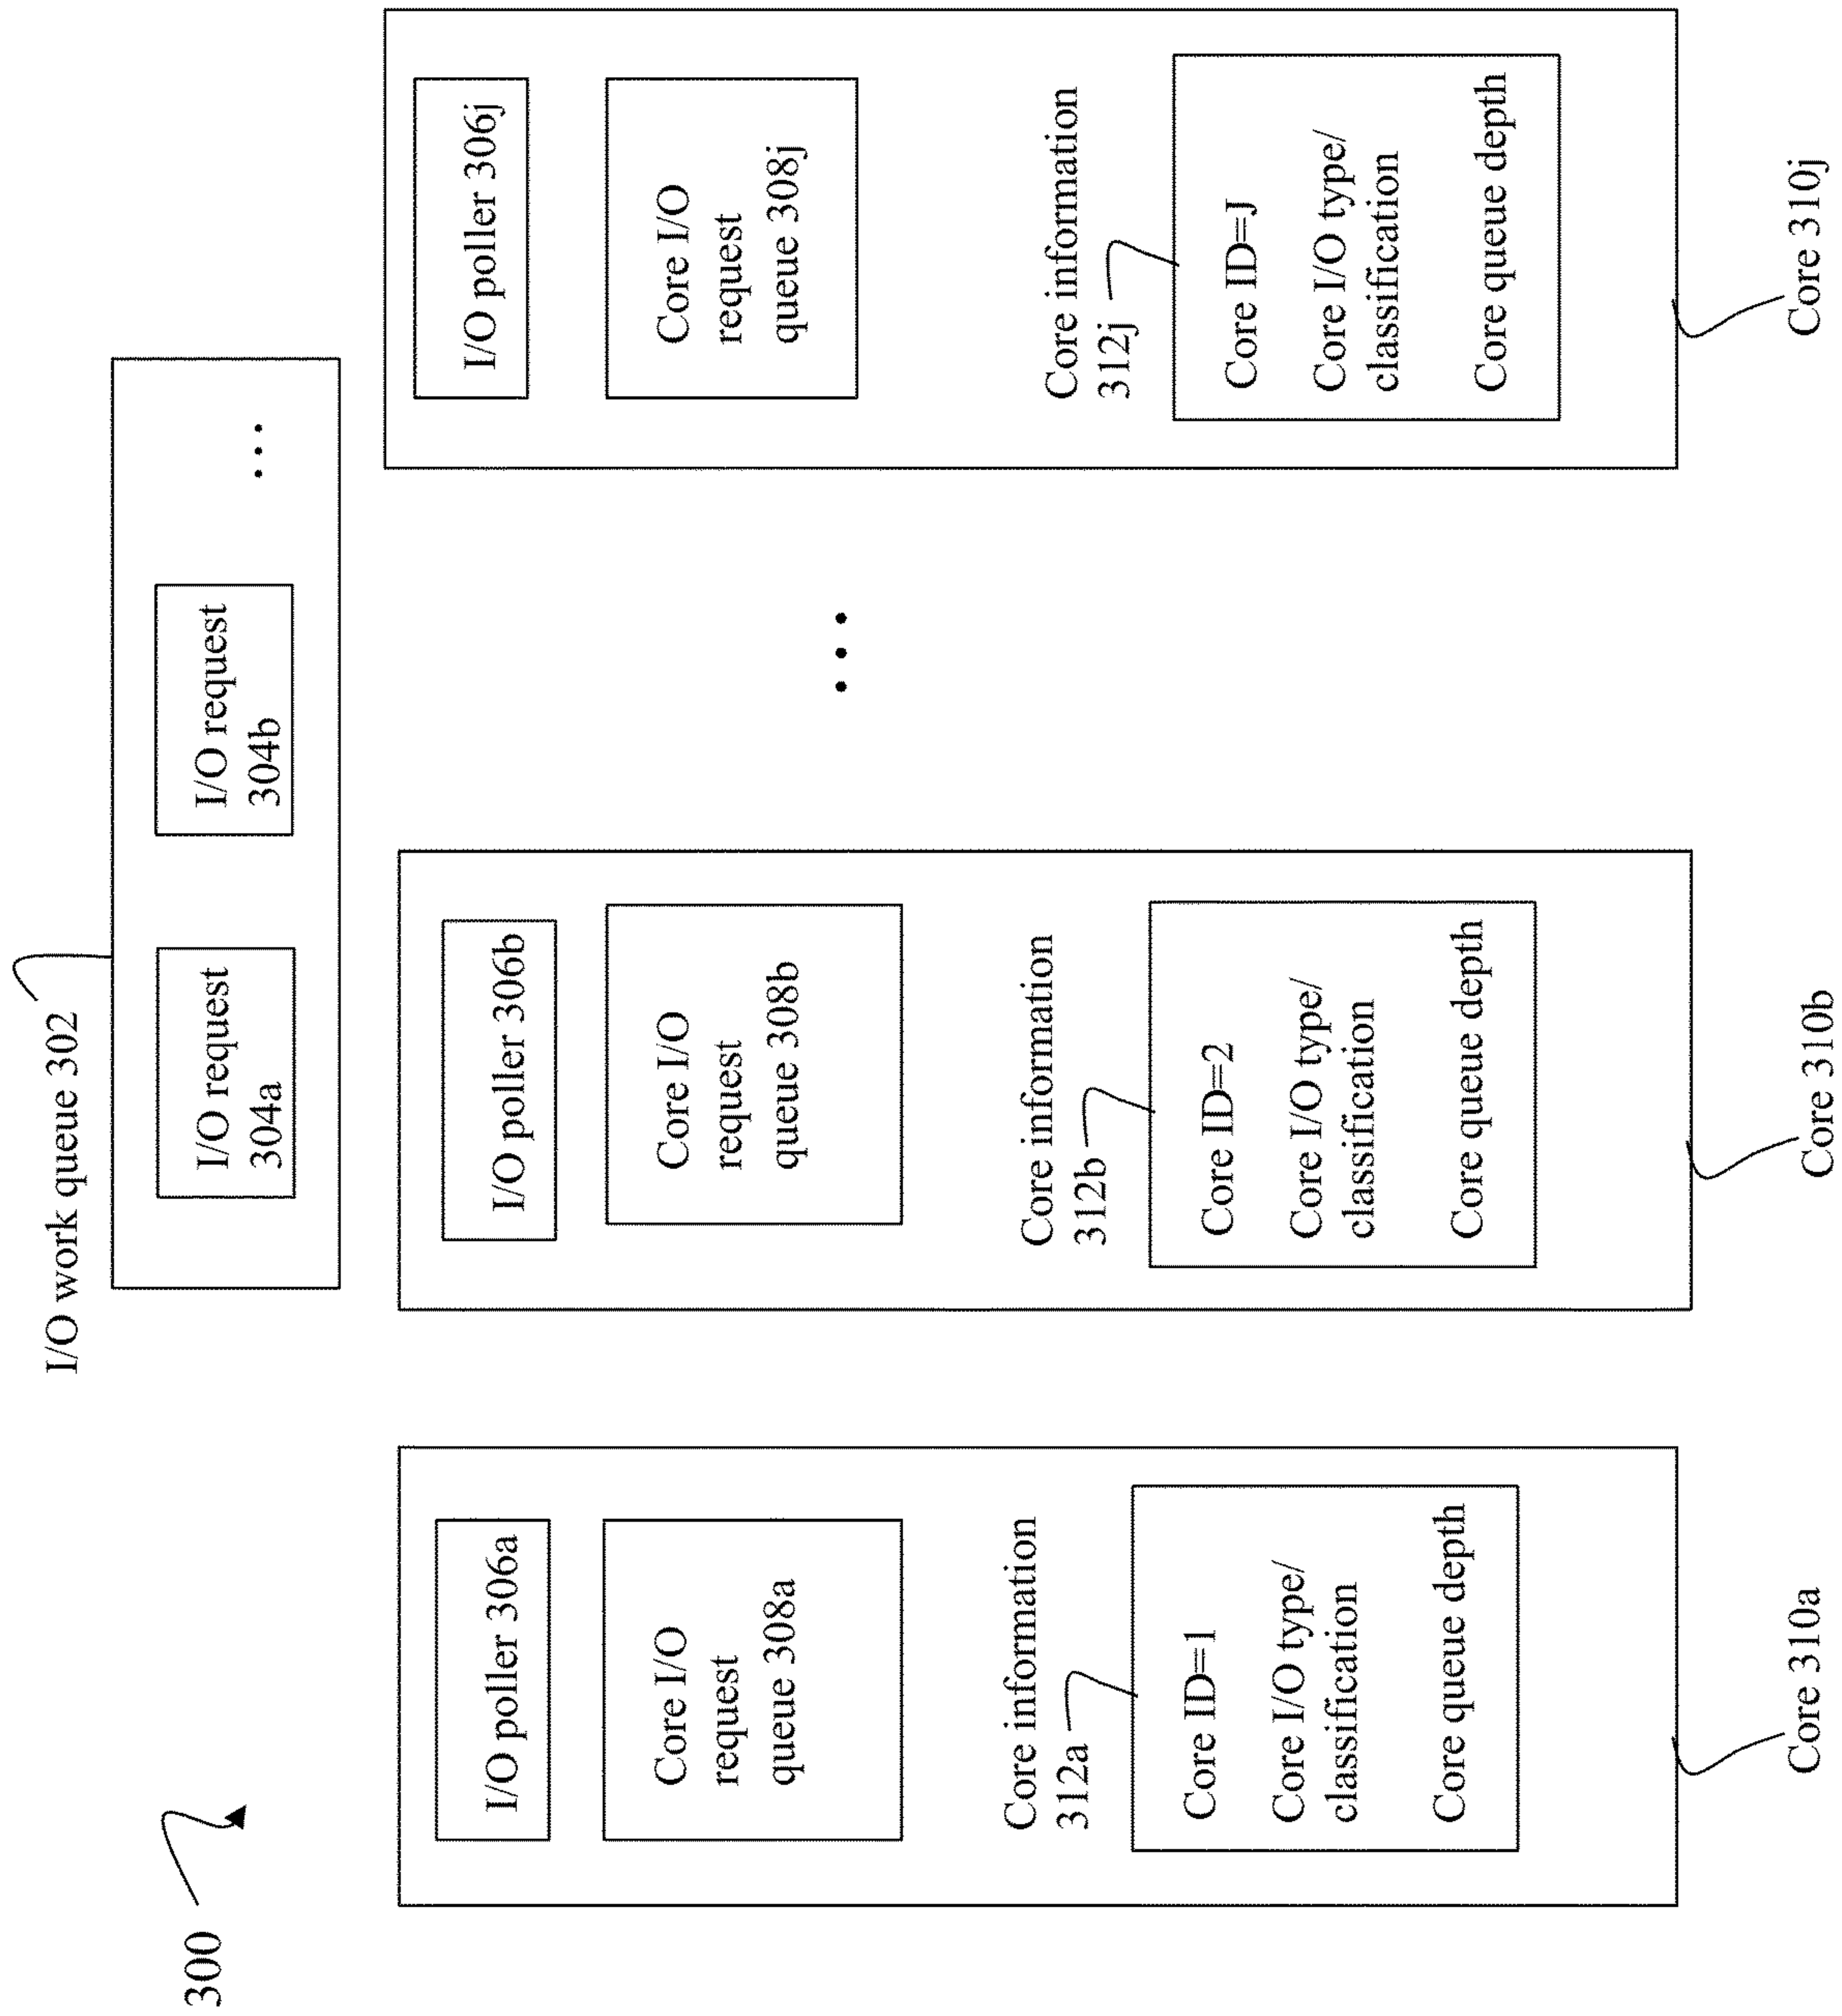 300
I/O work queue 302
I/O request
304a
I/O request
304b
...
I/O poller 306a
Core I/O
request
queue 308a
Core information
312a
Core ID=1
Core I/O type/
classification
Core queue depth
Core 310a
I/O poller 306b
Core I/O
request
queue 308b
Core information
312b
Core ID=2
Core I/O type/
classification
Core queue depth
Core 310b
...
I/O poller 306j
Core I/O
request
queue 308j
Core information
312j
Core ID=J
Core I/O type/
classification
Core queue depth
Core 310j